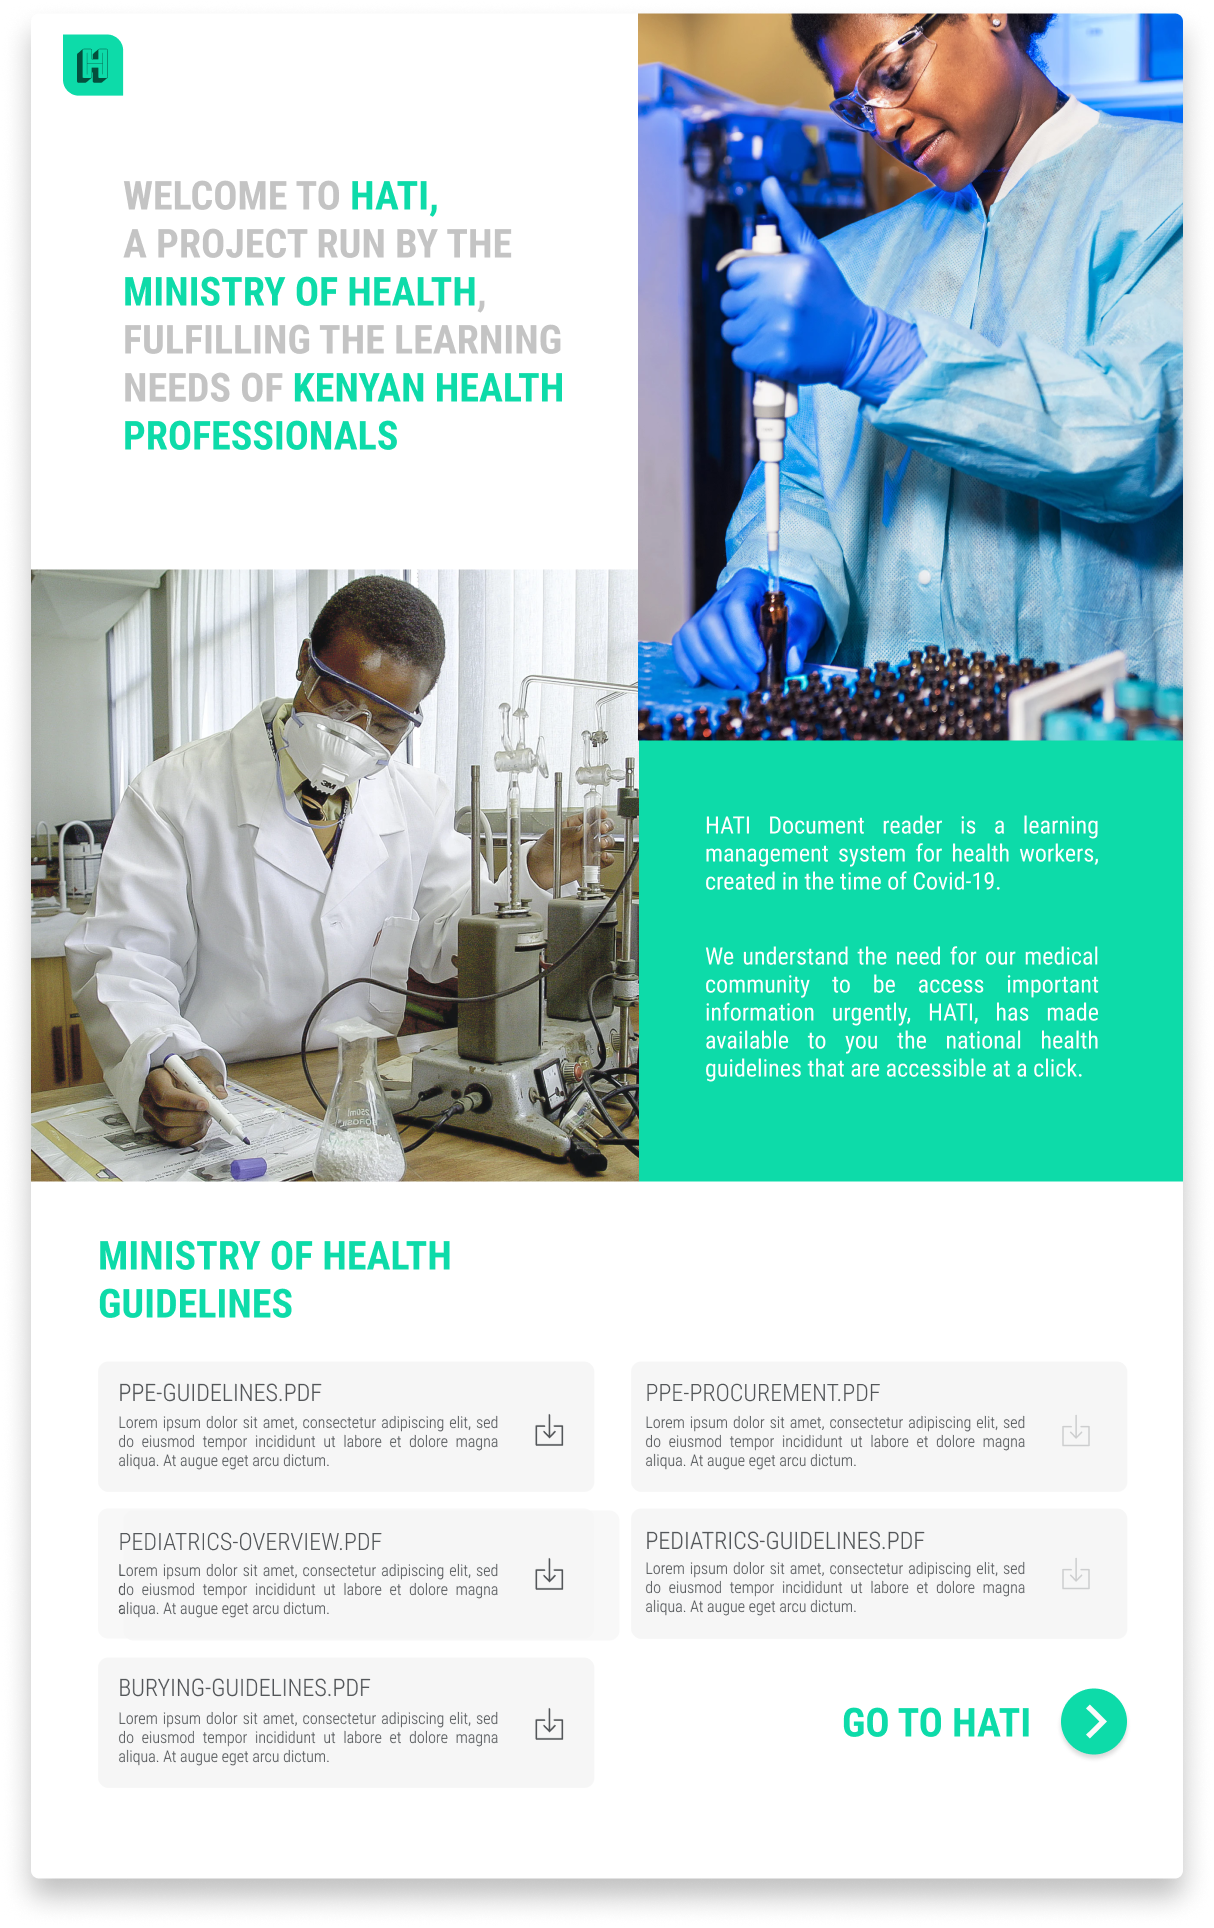 H
WELCOME TO HATI,
A PROJECT RUN BY THE
MINISTRY OF HEALTH,
FULFILLING THE LEARNING
NEEDS OF KENYAN HEALTH
PROFESSIONALS
3M
250ml
HATI Document reader is a learning
management system for health workers,
created in the time of Covid-19.
We understand the need for our medical
community to be access important
information urgently, HATI, has made
available to you the national health
guidelines that are accessible at a click.
MINISTRY OF HEALTH
GUIDELINES
PPE-GUIDELINES.PDF
Lorem ipsum dolor sit amet, consectetur adipiscing elit, sed
do eiusmod tempor incididunt ut labore et dolore magna
aliqua. At augue eget arcu dictum.
PPE-PROCUREMENT.PDF
Lorem ipsum dolor sit amet, consectetur adipiscing elit, sed
do eiusmod tempor incididunt ut labore et dolore magna
aliqua. At augue eget arcu dictum.
PEDIATRICS-OVERVIEW.PDF
Lorem ipsum dolor sit amet, consectetur adipiscing elit, sed
do eiusmod tempor incididunt ut labore et dolore magna
aliqua. At augue eget arcu dictum.
PEDIATRICS-GUIDELINES.PDF
Lorem ipsum dolor sit amet, consectetur adipiscing elit, sed
do eiusmod tempor incididunt ut labore et dolore magna
aliqua. At augue eget arcu dictum.
BURYING-GUIDELINES.PDF
Lorem ipsum dolor sit amet, consectetur adipiscing elit, sed
do eiusmod tempor incididunt ut labore et dolore magna
aliqua. At augue eget arcu dictum.
GO TO HATI